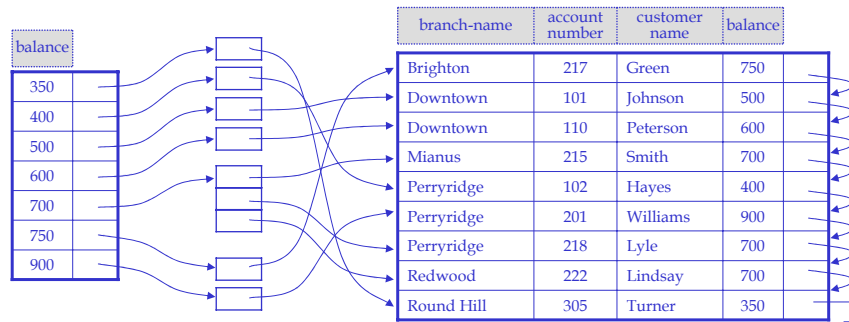 balance
350
400
500
600
700
750
900
branch-name account number customer name balance
Brighton 217 Green 750
Downtown 101 Johnson 500
Downtown 110 Peterson 600
Mianus 215 Smith 700
Perryridge 102 Hayes 400
Perryridge 201 Williams 900
Perryridge 218 Lyle 700
Redwood 222 Lindsay 700
Round Hill 305 Turner 350